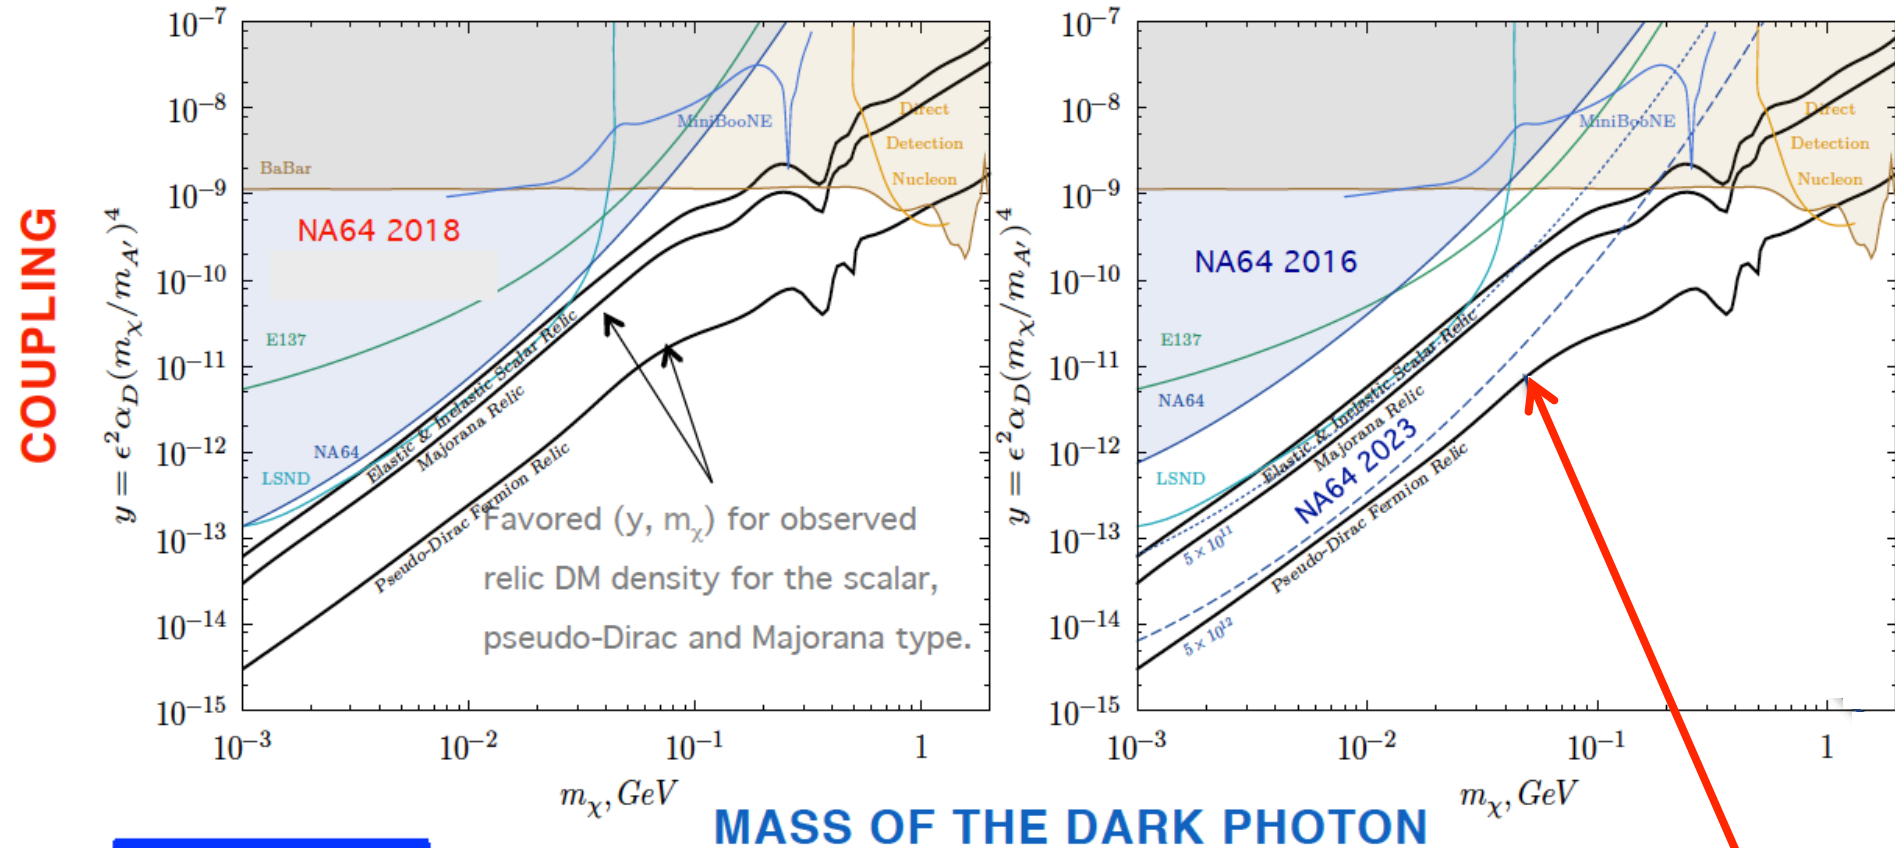 COUPLING
y = ϵ²α_D(m_χ/m_A′)⁴
10⁻⁷
10⁻⁸
10⁻⁹
10⁻¹⁰
10⁻¹¹
10⁻¹²
10⁻¹³
10⁻¹⁴
10⁻¹⁵
BaBar
NA64 2018
E137
NA64
LSND
MiniBooNE
Direct
Detection
Nucleon
Elastic & Inelastic Scalar Relic
Majorana Relic
Pseudo-Dirac Fermion Relic
Favored (y, m_χ) for observed
relic DM density for the scalar,
pseudo-Dirac and Majorana type.
10⁻³
10⁻²
10⁻¹
1
m_χ, GeV
y = ϵ²α_D(m_χ/m_A′)⁴
10⁻⁷
10⁻⁸
10⁻⁹
10⁻¹⁰
10⁻¹¹
10⁻¹²
10⁻¹³
10⁻¹⁴
10⁻¹⁵
NA64 2016
E137
NA64
LSND
MiniBooNE
Direct
Detection
Nucleon
Elastic & Inelastic Scalar Relic
Majorana Relic
NA64 2023
Pseudo-Dirac Fermion Relic
5 × 10¹¹
5 × 10¹²
10⁻³
10⁻²
10⁻¹
1
m_χ, GeV
MASS OF THE DARK PHOTON